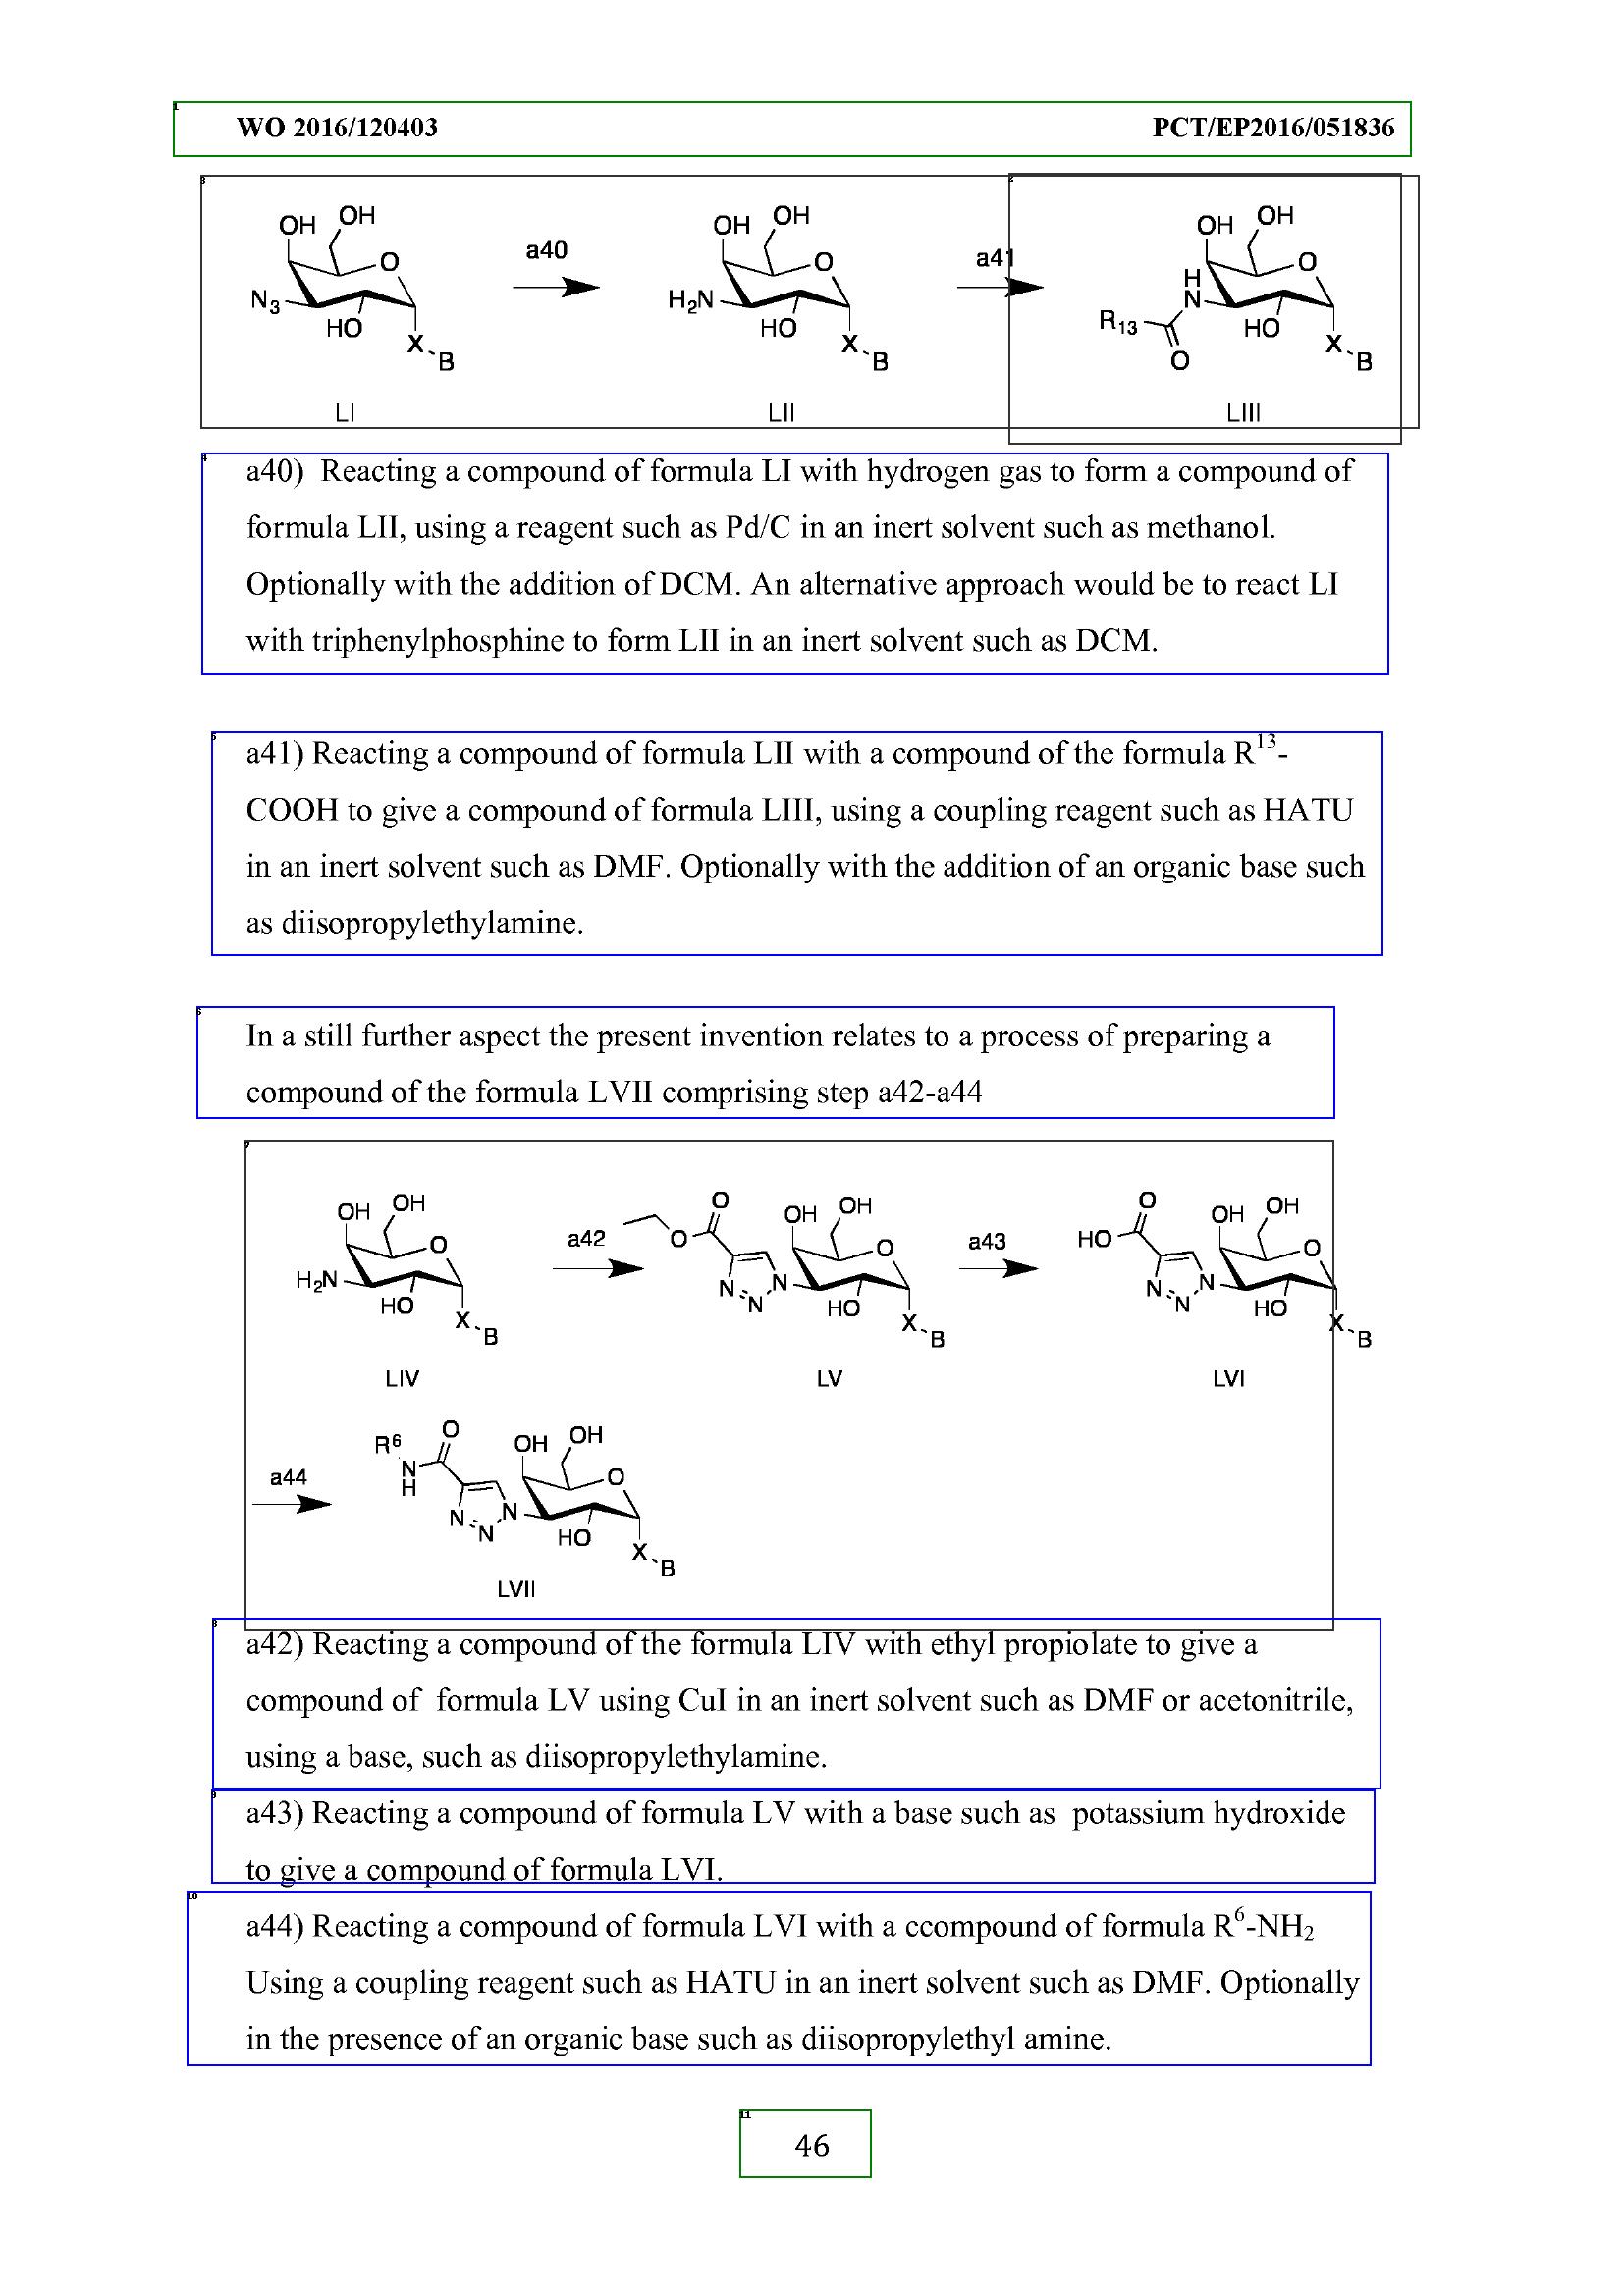 WO 2016/120403 PCT/EP2016/051836
OH OH O N3 HO X B
a40
OH OH O H2N HO X B
a41
OH OH O H N R13 O HO X B
LI LII LIII
a40)  Reacting a compound of formula LI with hydrogen gas to form a compound of
formula LII, using a reagent such as Pd/C in an inert solvent such as methanol.
Optionally with the addition of DCM. An alternative approach would be to react LI
with triphenylphosphine to form LII in an inert solvent such as DCM.
a41) Reacting a compound of formula LII with a compound of the formula R13-
COOH to give a compound of formula LIII, using a coupling reagent such as HATU
in an inert solvent such as DMF. Optionally with the addition of an organic base such
as diisopropylethylamine.
In a still further aspect the present invention relates to a process of preparing a
compound of the formula LVII comprising step a42-a44
OH OH O H2N HO X B
a42
O O OH OH O N N N HO X B
a43
O HO OH OH O N N N HO X B
LIV LV LVI
a44
R6 N H O OH OH O N N N HO X B
LVII
a42) Reacting a compound of the formula LIV with ethyl propiolate to give a
compound of  formula LV using CuI in an inert solvent such as DMF or acetonitrile,
using a base, such as diisopropylethylamine.
a43) Reacting a compound of formula LV with a base such as  potassium hydroxide
to give a compound of formula LVI.
a44) Reacting a compound of formula LVI with a ccompound of formula R6-NH2
Using a coupling reagent such as HATU in an inert solvent such as DMF. Optionally
in the presence of an organic base such as diisopropylethyl amine.
46